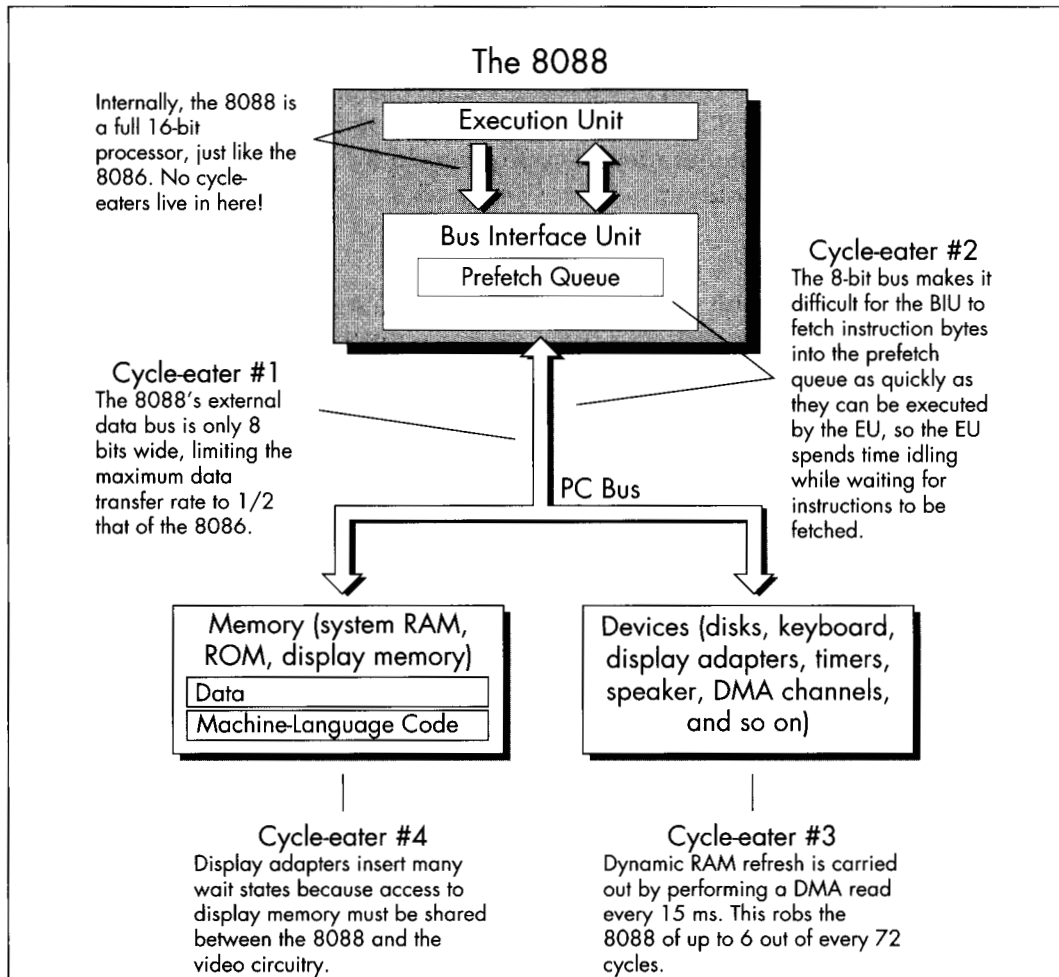 The 8088
Internally, the 8088 is
a full 16-bit
processor, just like the
8086. No cycle-
eaters live in here!
Execution Unit
Bus Interface Unit
Prefetch Queue
Cycle-eater #2
The 8-bit bus makes it
difficult for the BIU to
fetch instruction bytes
into the prefetch
queue as quickly as
they can be executed
by the EU, so the EU
spends time idling
while waiting for
instructions to be
fetched.
Cycle-eater #1
The 8088's external
data bus is only 8
bits wide, limiting the
maximum data
transfer rate to 1/2
that of the 8086.
PC Bus
Memory (system RAM,
ROM, display memory)
Data
Machine-Language Code
Devices (disks, keyboard,
display adapters, timers,
speaker, DMA channels,
and so on)
Cycle-eater #4
Display adapters insert many
wait states because access to
display memory must be shared
between the 8088 and the
video circuitry.
Cycle-eater #3
Dynamic RAM refresh is carried
out by performing a DMA read
every 15 ms. This robs the
8088 of up to 6 out of every 72
cycles.